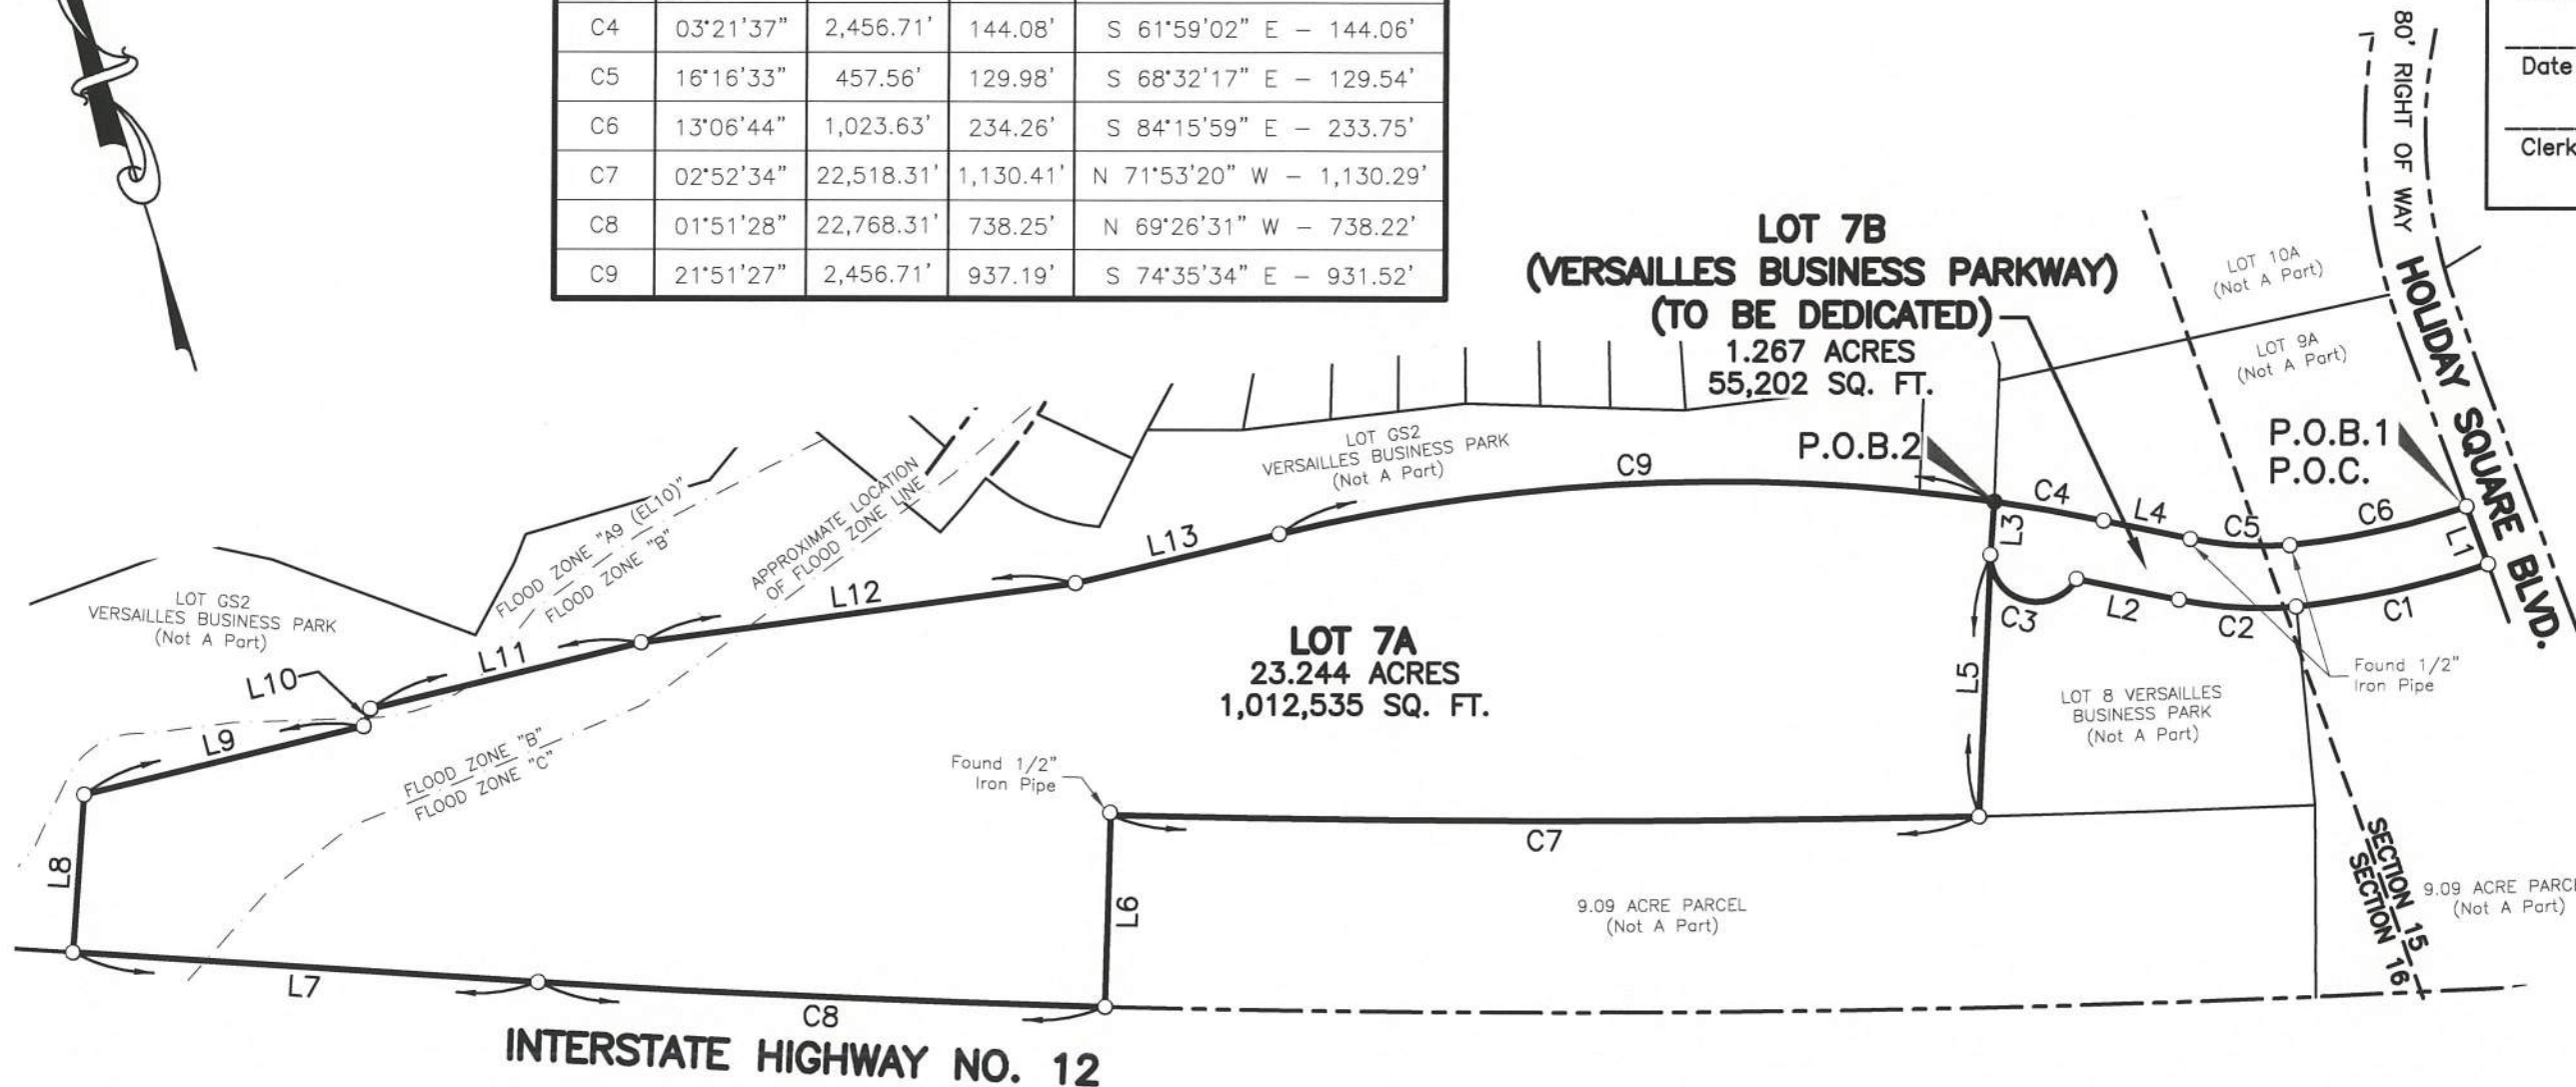 C4 03°21'37" 2,456.71' 144.08' S 61°59'02" E – 144.06'
C5 16°16'33" 457.56' 129.98' S 68°32'17" E – 129.54'
C6 13°06'44" 1,023.63' 234.26' S 84°15'59" E – 233.75'
C7 02°52'34" 22,518.31' 1,130.41' N 71°53'20" W – 1,130.29'
C8 01°51'28" 22,768.31' 738.25' N 69°26'31" W – 738.22'
C9 21°51'27" 2,456.71' 937.19' S 74°35'34" E – 931.52'
Date
Clerk
80' RIGHT OF WAY
HOLIDAY SQUARE BLVD.
LOT 7B
(VERSAILLES BUSINESS PARKWAY)
(TO BE DEDICATED)
1.267 ACRES
55,202 SQ. FT.
LOT 10A
(Not A Part)
LOT 9A
(Not A Part)
P.O.B.1
P.O.C.
P.O.B.2
LOT GS2
VERSAILLES BUSINESS PARK
(Not A Part)
C9
C4
L4
C5
C6
L1
L3
C3
L2
C2
C1
L13
L12
APPROXIMATE LOCATION
OF FLOOD ZONE LINE
FLOOD ZONE "A9 (EL10)"
FLOOD ZONE "B"
LOT GS2
VERSAILLES BUSINESS PARK
(Not A Part)
L11
L10
L9
FLOOD ZONE "B"
FLOOD ZONE "C"
LOT 7A
23.244 ACRES
1,012,535 SQ. FT.
Found 1/2"
Iron Pipe
L5
LOT 8 VERSAILLES
BUSINESS PARK
(Not A Part)
Found 1/2"
Iron Pipe
C7
L8
L6
9.09 ACRE PARCEL
(Not A Part)
SECTION 15
SECTION 16
(Not A Part)
9.09 ACRE
L7
C8
INTERSTATE HIGHWAY NO. 12